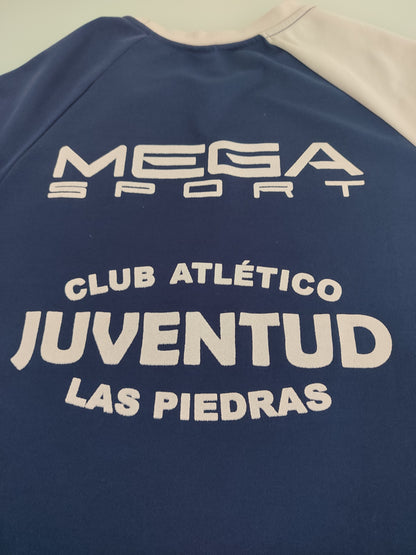 MEGA
SPORT
CLUB ATLÉTICO
JUVENTUD
LAS PIEDRAS